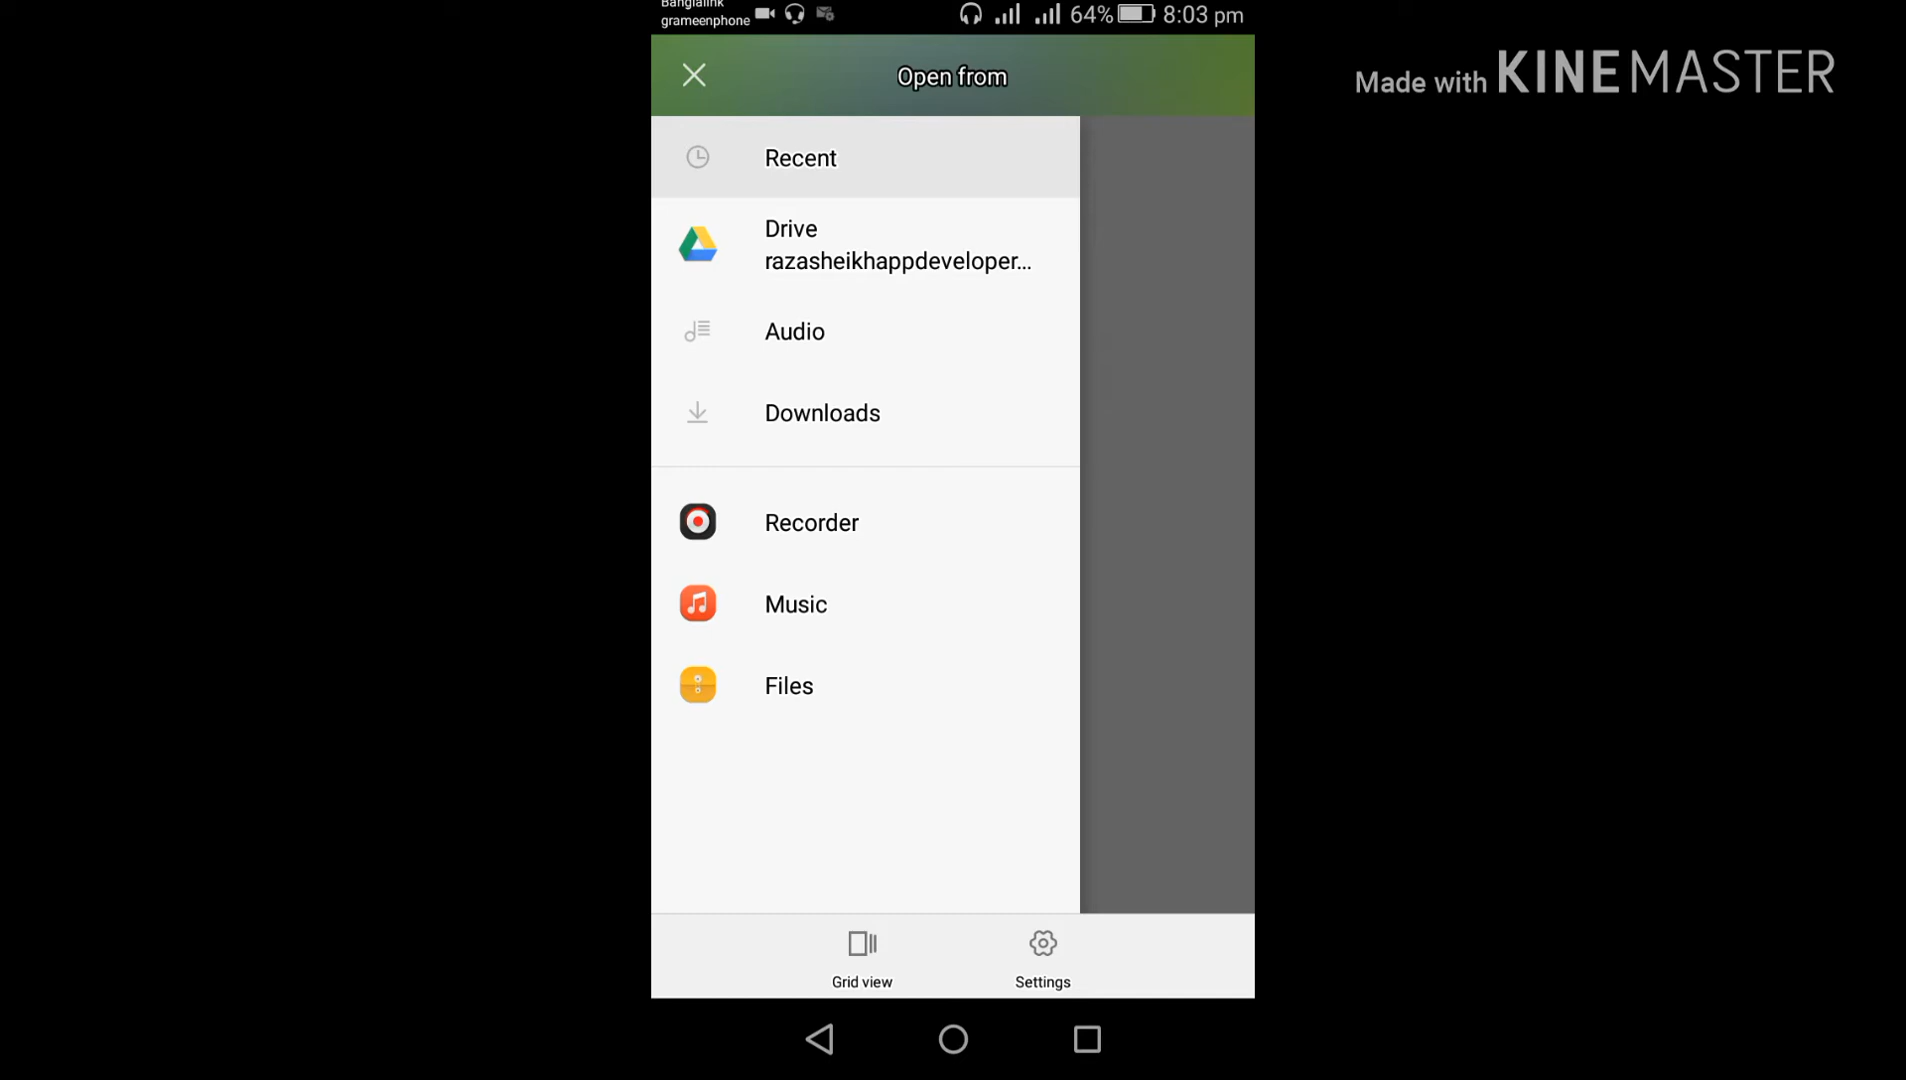 Banglalink
grameenphone
64%
8:03 pm
Made with KINEMASTER
Open from
Recent
Drive
razasheikhappdeveloper...
Audio
Downloads
Recorder
Music
Files
Grid view
Settings